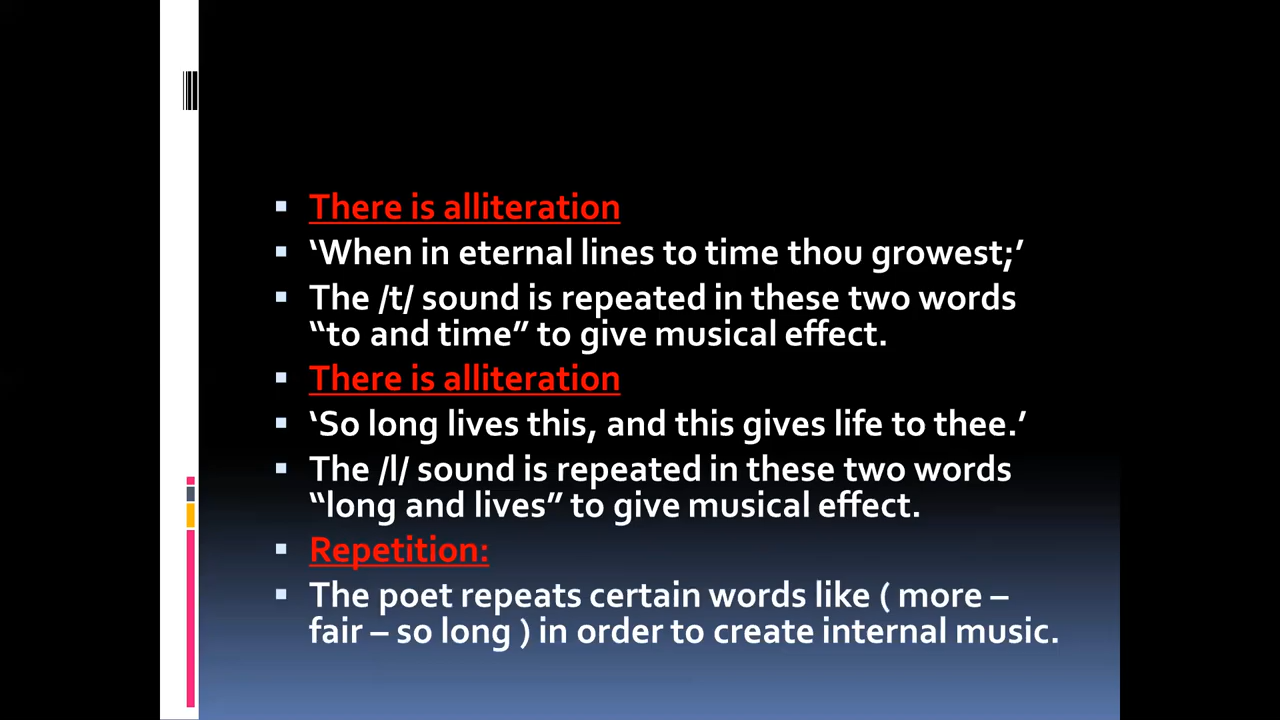 There is alliteration
‘When in eternal lines to time thou growest;’
The /t/ sound is repeated in these two words
“to and time” to give musical effect.
There is alliteration
‘So long lives this, and this gives life to thee.’
The /l/ sound is repeated in these two words
“long and lives” to give musical effect.
Repetition:
The poet repeats certain words like ( more –
fair – so long ) in order to create internal music.